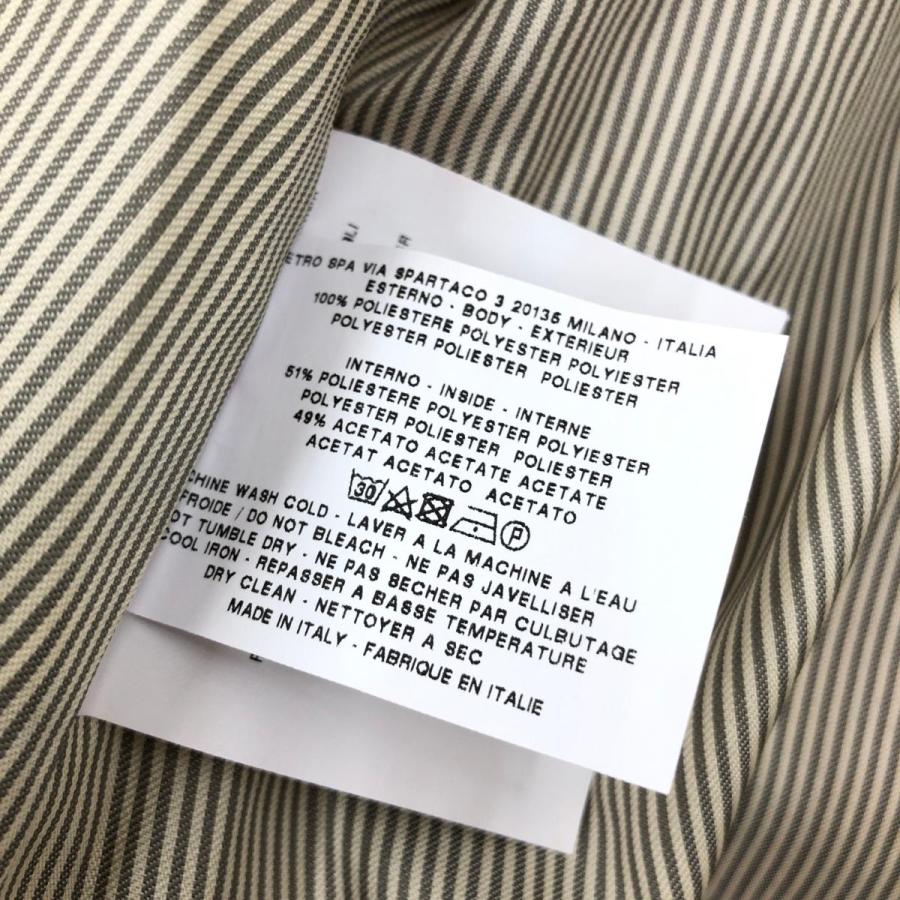 ETRO SPA VIA SPARTACO 3 20135 MILANO - ITALIA
ESTERNO - BODY - EXTERIEUR
100% POLIESTERE POLYESTER POLYIESTER
POLYESTER POLIESTER POLIESTER
INTERNO - INSIDE - INTERNE
51% POLIESTERE POLYESTER POLYIESTER
POLYESTER POLIESTER POLIESTER
49% ACETATO ACETATE ACETATE
ACETAT ACETATO ACETATO
30 P
CHINE WASH COLD - LAVER A LA MACHINE A L'EAU
FROIDE / DO NOT BLEACH - NE PAS JAVELLISER
OT TUMBLE DRY - NE PAS SECHER PAR CULBUTAGE
COOL IRON - REPASSER A BASSE TEMPERATURE
DRY CLEAN - NETTOYER A SEC
MADE IN ITALY - FABRIQUE EN ITALIE